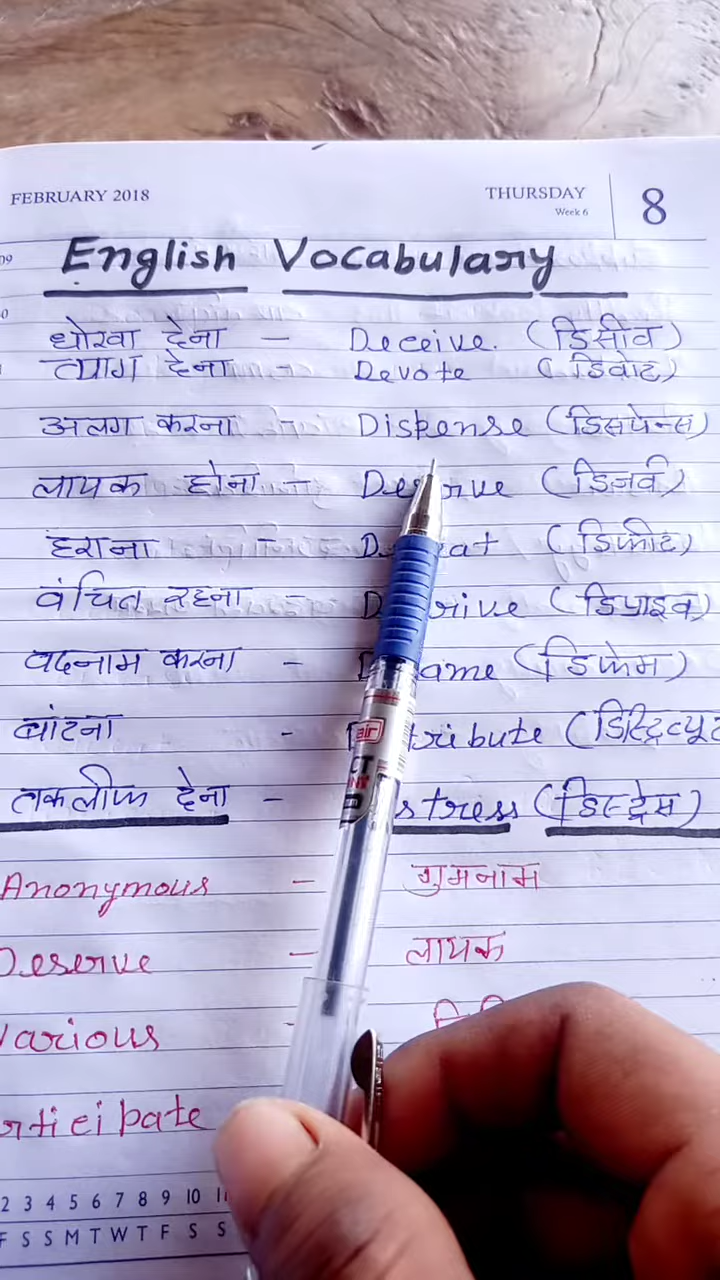 FEBRUARY 2018
THURSDAY
Week 6
8
English Vocabulary
धोखा देना - Deceive. (डिसीव)
त्याग देना - Devote (डिवोट)
अलग करना - Dispense (डिसपेन्स)
लायक होना - (डिजर्व)
हराना - (डिफीट)
वंचित रहना - (डिप्राइव)
बदनाम करना - (डिफेम)
बांटना -
तकलीफ देना - (डिस्ट्रेस)
Anonymous - गुमनाम
Deserve - लायक
Various -
2 3 4 5 6 7 8 9 10
F S S M T W T F S S